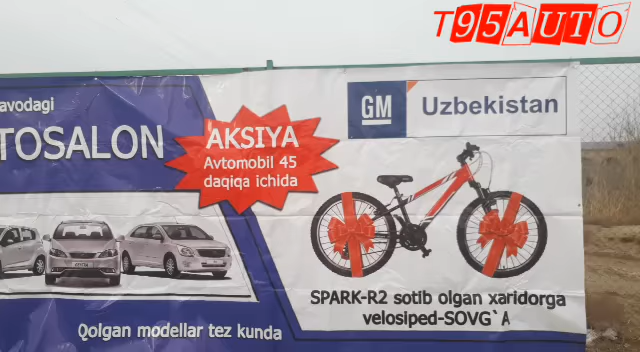 T95AUTO
avodagi
TOSALON
AKSIYA
Avtomobil 45
daqiqa ichida
GM Uzbekistan
SPARK-R2 sotib olgan xaridorga
velosiped-SOVG`A
Qolgan modellar tez kunda